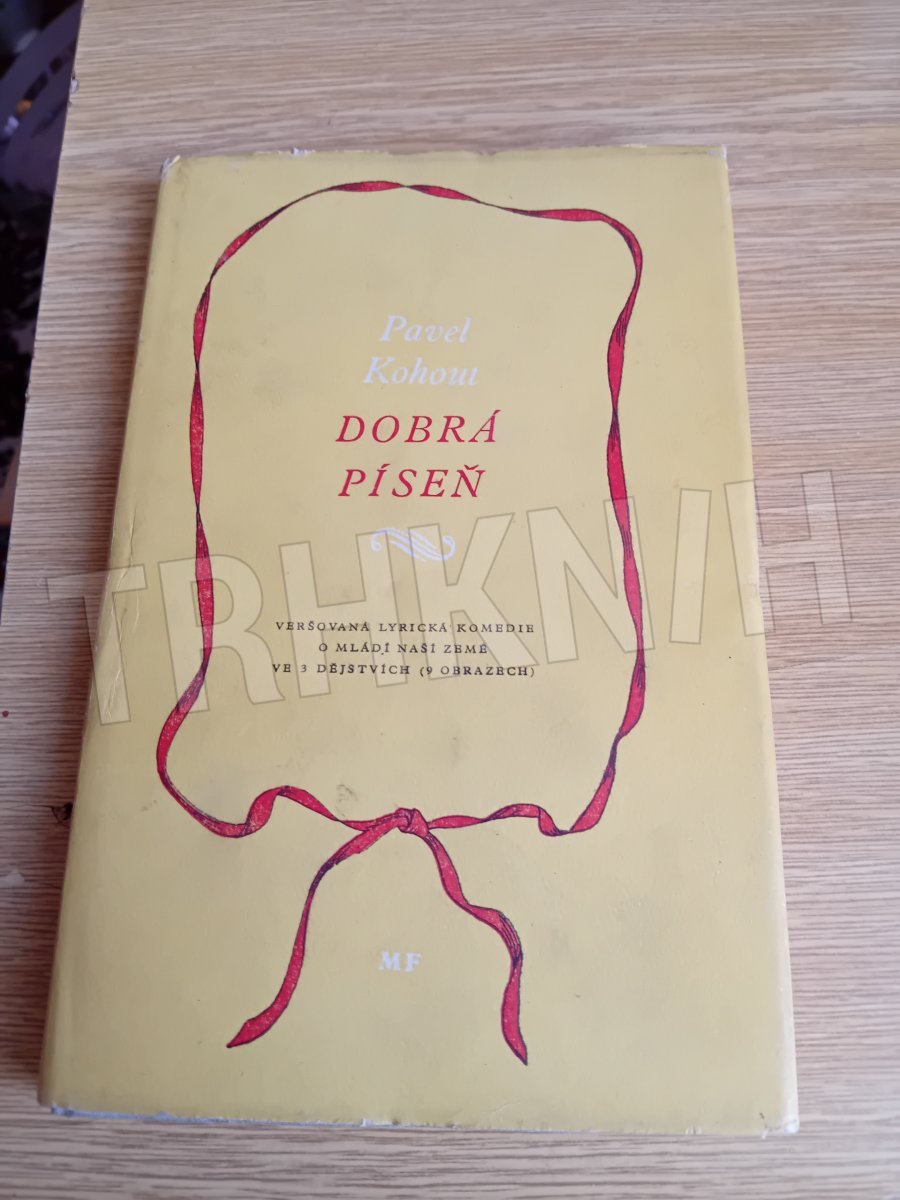 Pavel
Kohout
DOBRÁ
PÍSEŇ
VERŠOVANÁ LYRICKÁ KOMEDIE
O MLÁDÍ NAŠÍ ZEMĚ
VE 3 DĚJSTVÍCH (9 OBRAZECH)
MF
TRHKNIH